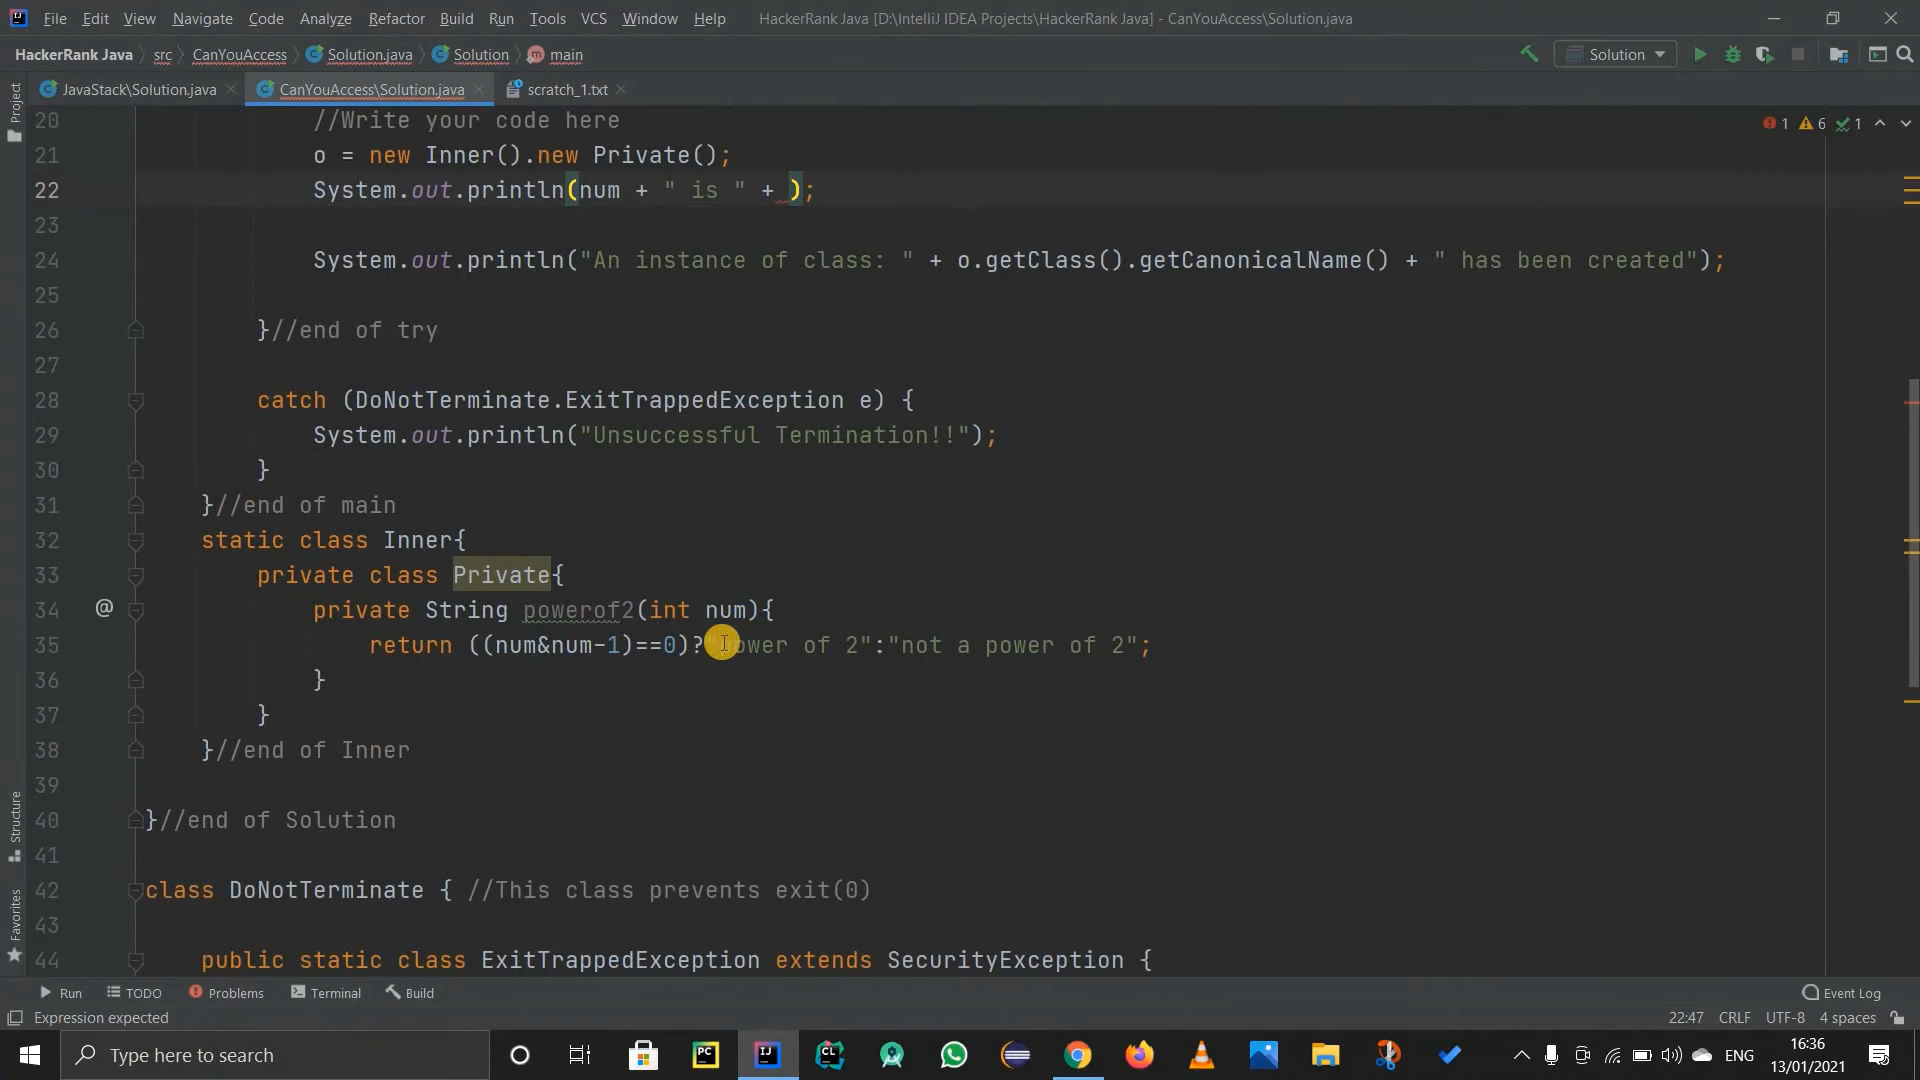 File Edit View Navigate Code Analyze Refactor Build Run Tools VCS Window Help HackerRank Java [D:\IntelliJ IDEA Projects\HackerRank Java] - CanYouAccess\Solution.java
HackerRank Java src CanYouAccess Solution.java Solution main Solution
JavaStack\Solution.java CanYouAccess\Solution.java scratch_1.txt
Project
20 //Write your code here 1 6 1
21 o = new Inner().new Private();
22 System.out.println(num + " is " + );
23
24 System.out.println("An instance of class: " + o.getClass().getCanonicalName() + " has been created");
25
26 }//end of try
27
28 catch (DoNotTerminate.ExitTrappedException e) {
29 System.out.println("Unsuccessful Termination!!");
30 }
31 }//end of main
32 static class Inner{
33 private class Private{
34 @ private String powerof2(int num){
35 return ((num&num-1)==0)?"power of 2":"not a power of 2";
36 }
37 }
38 }//end of Inner
39
40 }//end of Solution
41
42 class DoNotTerminate { //This class prevents exit(0)
43
44 public static class ExitTrappedException extends SecurityException {
Structure
Favorites
Run TODO Problems Terminal Build Event Log
Expression expected 22:47 CRLF UTF-8 4 spaces
Type here to search PC IJ CL ENG 16:36
13/01/2021